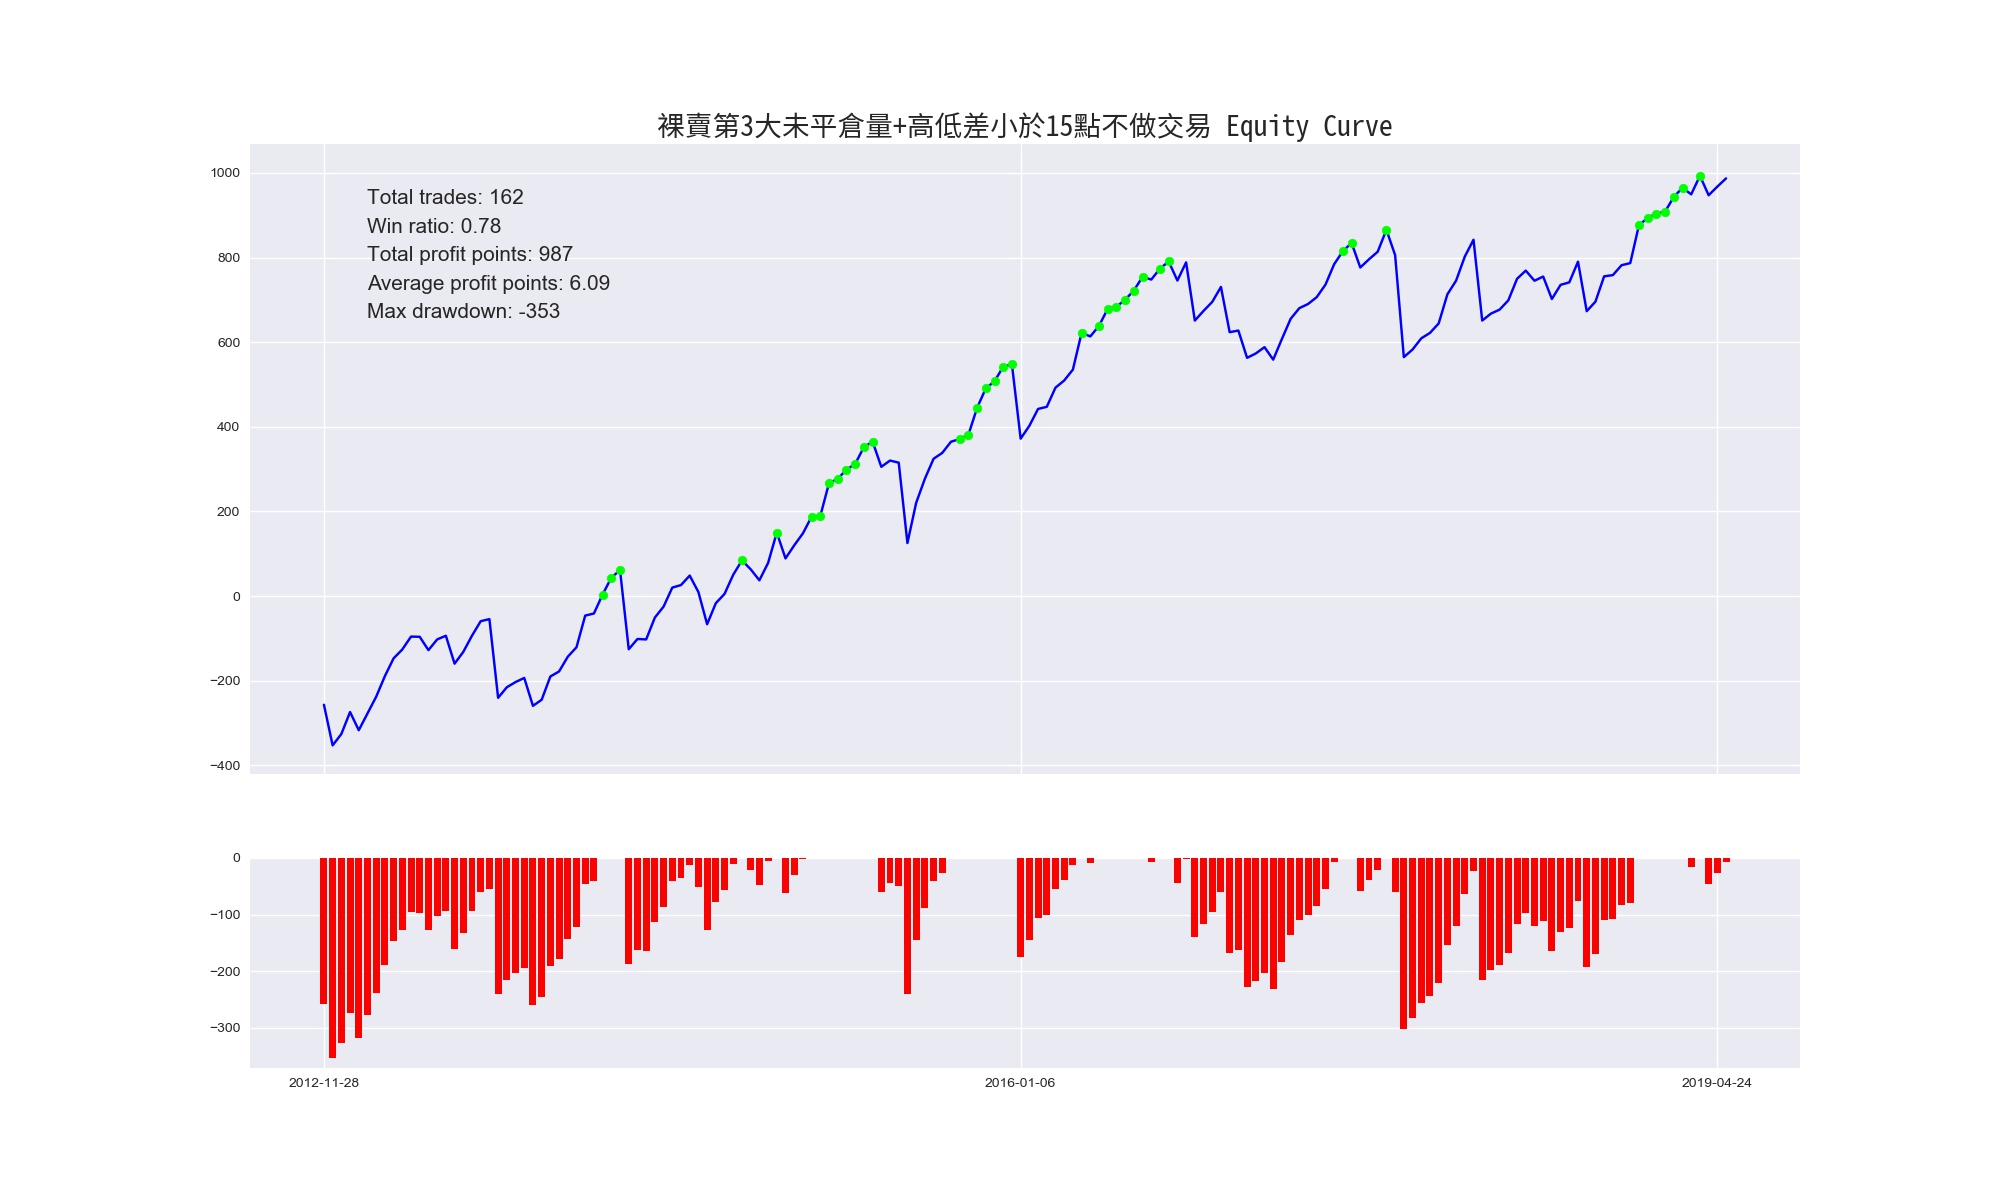 裸賣第3大未平倉量+高低差小於15點不做交易 Equity Curve
1000
800
600
400
200
0
−200
−400
Total trades: 162
Win ratio: 0.78
Total profit points: 987
Average profit points: 6.09
Max drawdown: -353
0
−100
−200
−300
2012-11-28
2016-01-06
2019-04-24